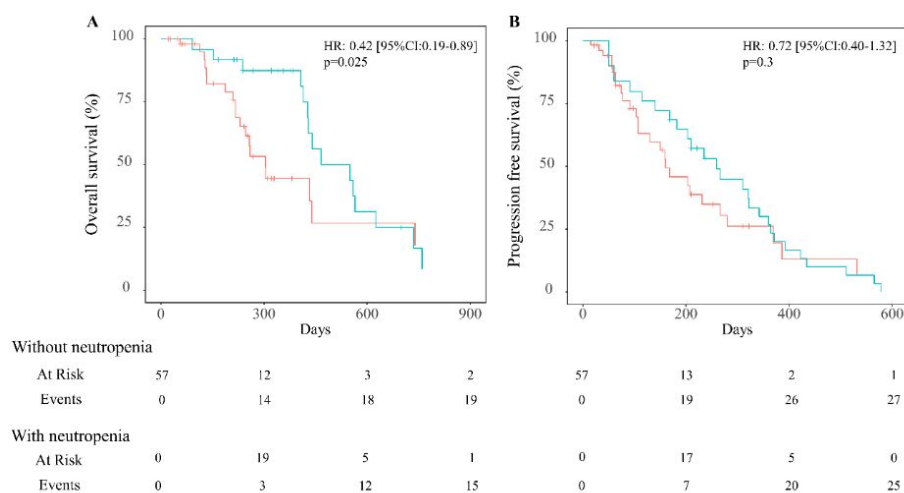 A
HR: 0.42 [95%CI:0.19-0.89]
p=0.025
Overall survival (%)
100
75
50
25
0
0 300 600 900
Days
B
HR: 0.72 [95%CI:0.40-1.32]
p=0.3
Progression free survival (%)
100
75
50
25
0
0 200 400 600
Days
Without neutropenia
At Risk 57 12 3 2 57 13 2 1
Events 0 14 18 19 0 19 26 27
With neutropenia
At Risk 0 19 5 1 0 17 5 0
Events 0 3 12 15 0 7 20 25